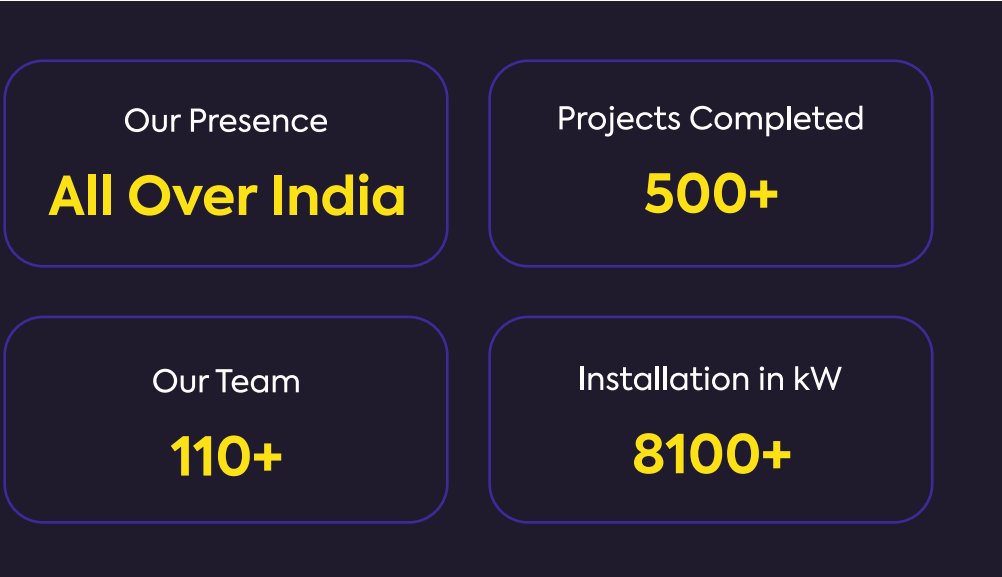 Our Presence
All Over India
Projects Completed
500+
Our Team
110+
Installation in kW
8100+